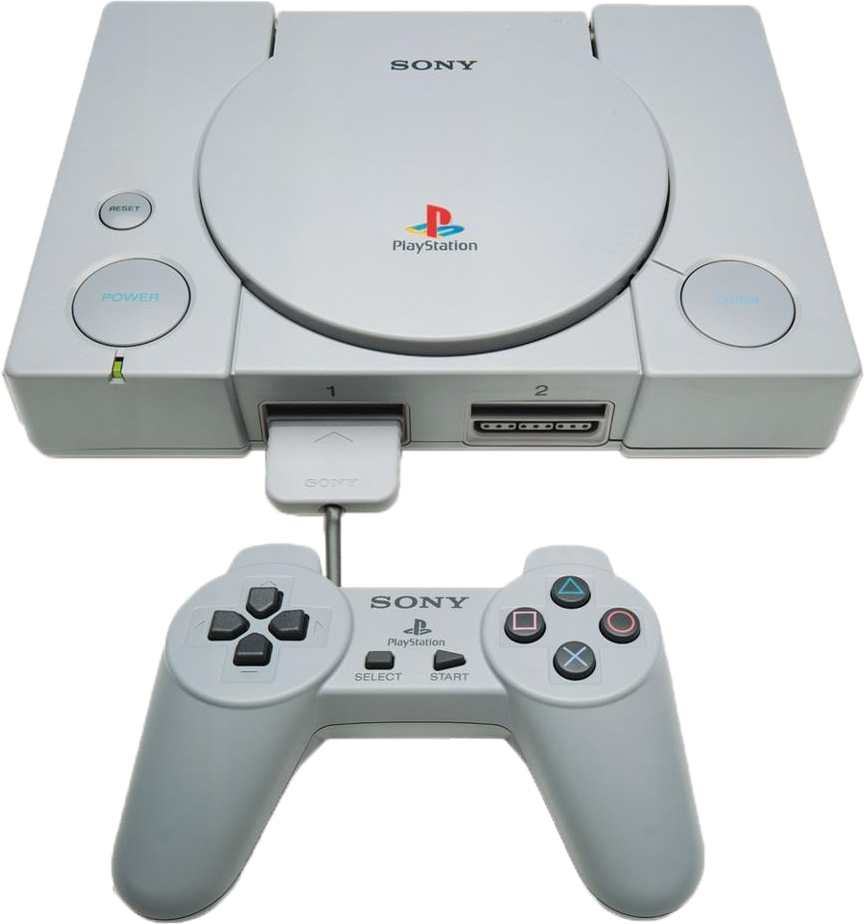 SONY
PlayStation
RESET
POWER
OPEN
1
2
SONY
SONY
PlayStation
SELECT
START